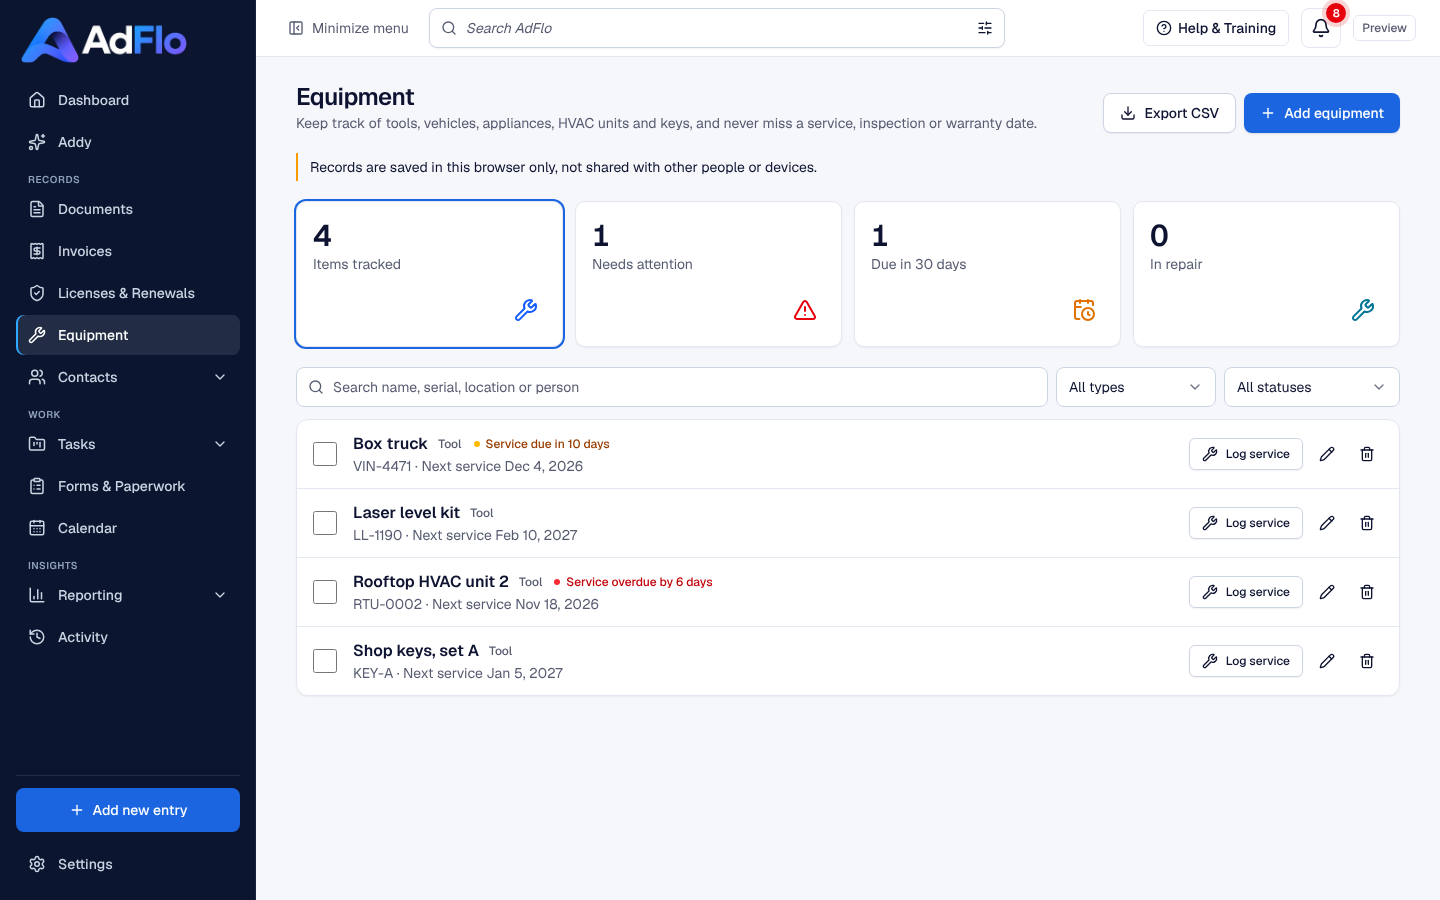 AdFlo
Minimize menu
Search AdFlo
Help & Training
8
Preview
Dashboard
Addy
RECORDS
Documents
Invoices
Licenses & Renewals
Equipment
Contacts
WORK
Tasks
Forms & Paperwork
Calendar
INSIGHTS
Reporting
Activity
Add new entry
Settings
Equipment
Keep track of tools, vehicles, appliances, HVAC units and keys, and never miss a service, inspection or warranty date.
Export CSV
Add equipment
Records are saved in this browser only, not shared with other people or devices.
4
Items tracked
1
Needs attention
1
Due in 30 days
0
In repair
Search name, serial, location or person
All types
All statuses
Box truck Tool Service due in 10 days
VIN-4471 · Next service Dec 4, 2026
Log service
Laser level kit Tool
LL-1190 · Next service Feb 10, 2027
Log service
Rooftop HVAC unit 2 Tool Service overdue by 6 days
RTU-0002 · Next service Nov 18, 2026
Log service
Shop keys, set A Tool
KEY-A · Next service Jan 5, 2027
Log service